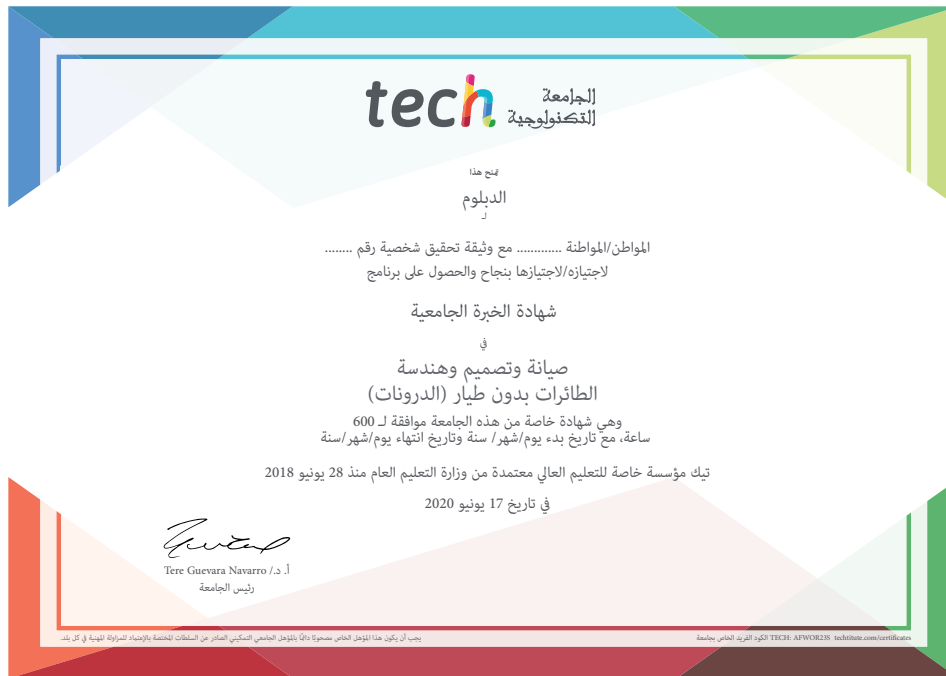 tech الجامعة
التكنولوجية
تمنح هذا
الدبلوم
لـ
المواطن/المواطنة ............. مع وثيقة تحقيق شخصية رقم ........
لاجتيازه/لاجتيازها بنجاح والحصول على برنامج
شهادة الخبرة الجامعية
في
صيانة وتصميم وهندسة
الطائرات بدون طيار (الدرونات)
وهي شهادة خاصة من هذه الجامعة موافقة لـ 600
ساعة، مع تاريخ بدء يوم/شهر/ سنة وتاريخ انتهاء يوم/شهر/سنة
تيك مؤسسة خاصة للتعليم العالي معتمدة من وزارة التعليم العام منذ 28 يونيو 2018
في تاريخ 17 يونيو 2020
أ. د./ Tere Guevara Navarro
رئيس الجامعة
يجب أن يكون هذا المؤهل الخاص مصحوبًا دائمًا بالمؤهل الجامعي التمكيني الصادر عن السلطات المختصة بالإعتماد للمزاولة المهنية في كل بلد.
الكود الفريد الخاص بجامعة TECH: AFWOR23S techtitute.com/certificates